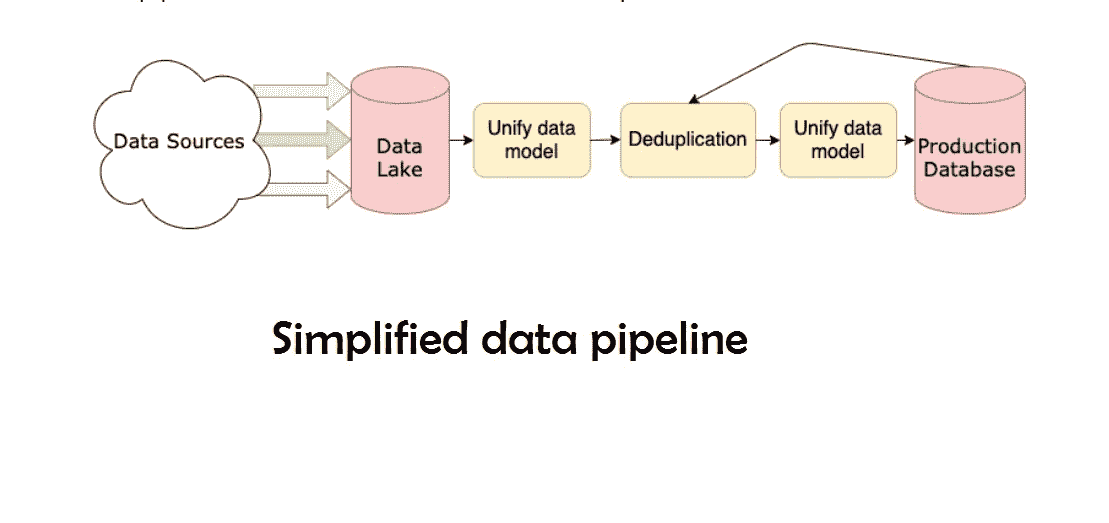 Data Sources
Data
Lake
Unify data
model
Deduplication
Unify data
model
Production
Database
Simplified data pipeline